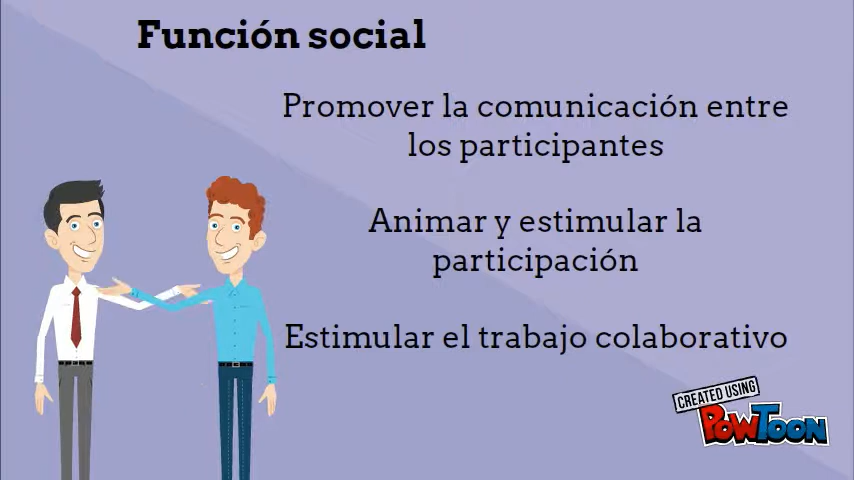 Función social
Promover la comunicación entre
los participantes
Animar y estimular la
participación
Estimular el trabajo colaborativo
CREATED USING
POWTOON